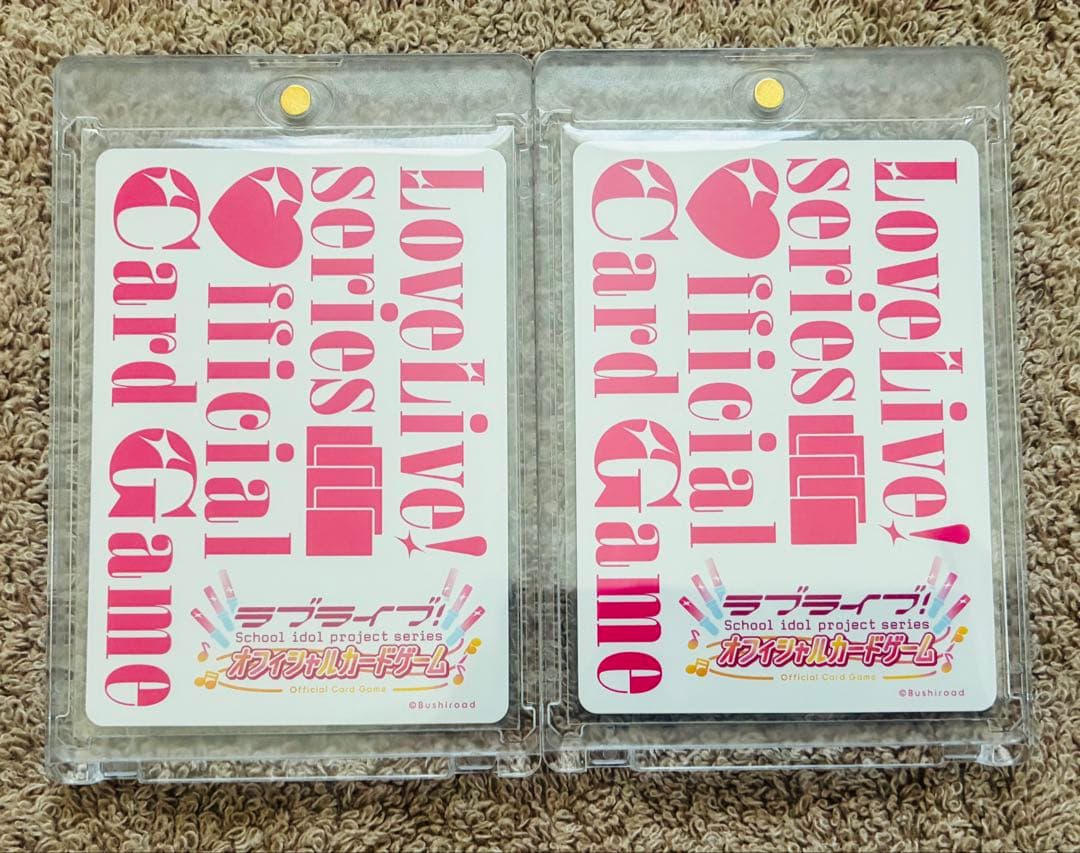 LoveLive!
series
official
Card Game
ラブライブ!
School idol project series
オフィシャルカードゲーム
Official Card Game
©Bushiroad
LoveLive!
series
official
Card Game
ラブライブ!
School idol project series
オフィシャルカードゲーム
Official Card Game
©Bushiroad